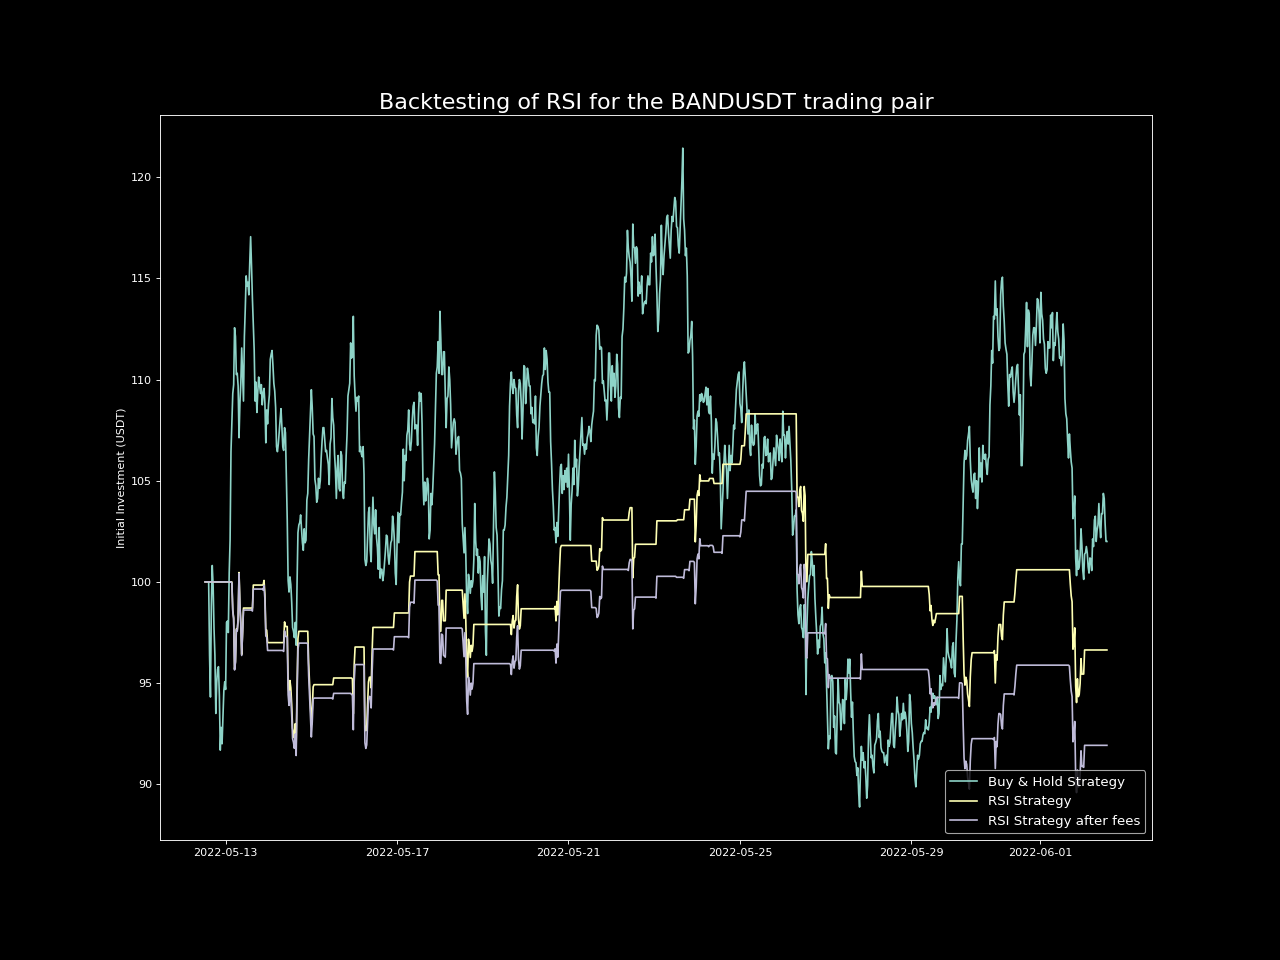 Backtesting of RSI for the BANDUSDT trading pair
Initial Investment (USDT)
120
115
110
105
100
95
90
2022-05-13
2022-05-17
2022-05-21
2022-05-25
2022-05-29
2022-06-01
Buy & Hold Strategy
RSI Strategy
RSI Strategy after fees